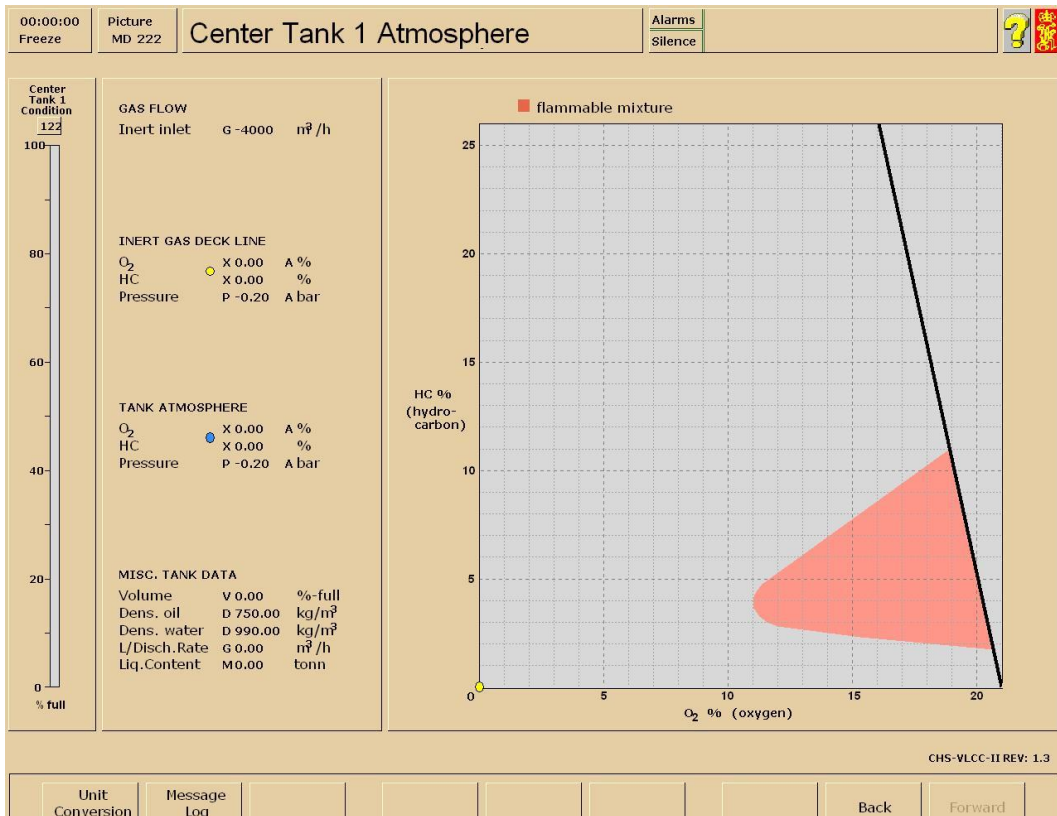 00:00:00
Freeze
Picture
MD 222
Center Tank 1 Atmosphere
Alarms
Silence
?
Center
Tank 1
Condition
122
100
80
60
40
20
0
% full
GAS FLOW
Inert inlet G -4000 m³/h
INERT GAS DECK LINE
O₂ X 0.00 A %
HC X 0.00 %
Pressure P -0.20 A bar
TANK ATMOSPHERE
O₂ X 0.00 A %
HC X 0.00 %
Pressure P -0.20 A bar
MISC. TANK DATA
Volume V 0.00 %-full
Dens. oil D 750.00 kg/m³
Dens. water D 990.00 kg/m³
L/Disch.Rate G 0.00 m³/h
Liq.Content M 0.00 tonn
flammable mixture
25
20
15
HC %
(hydro-
carbon)
10
5
0 5 10 15 20
O₂ % (oxygen)
CHS-VLCC-II REV: 1.3
Unit
Conversion
Message
Log
Back
Forward